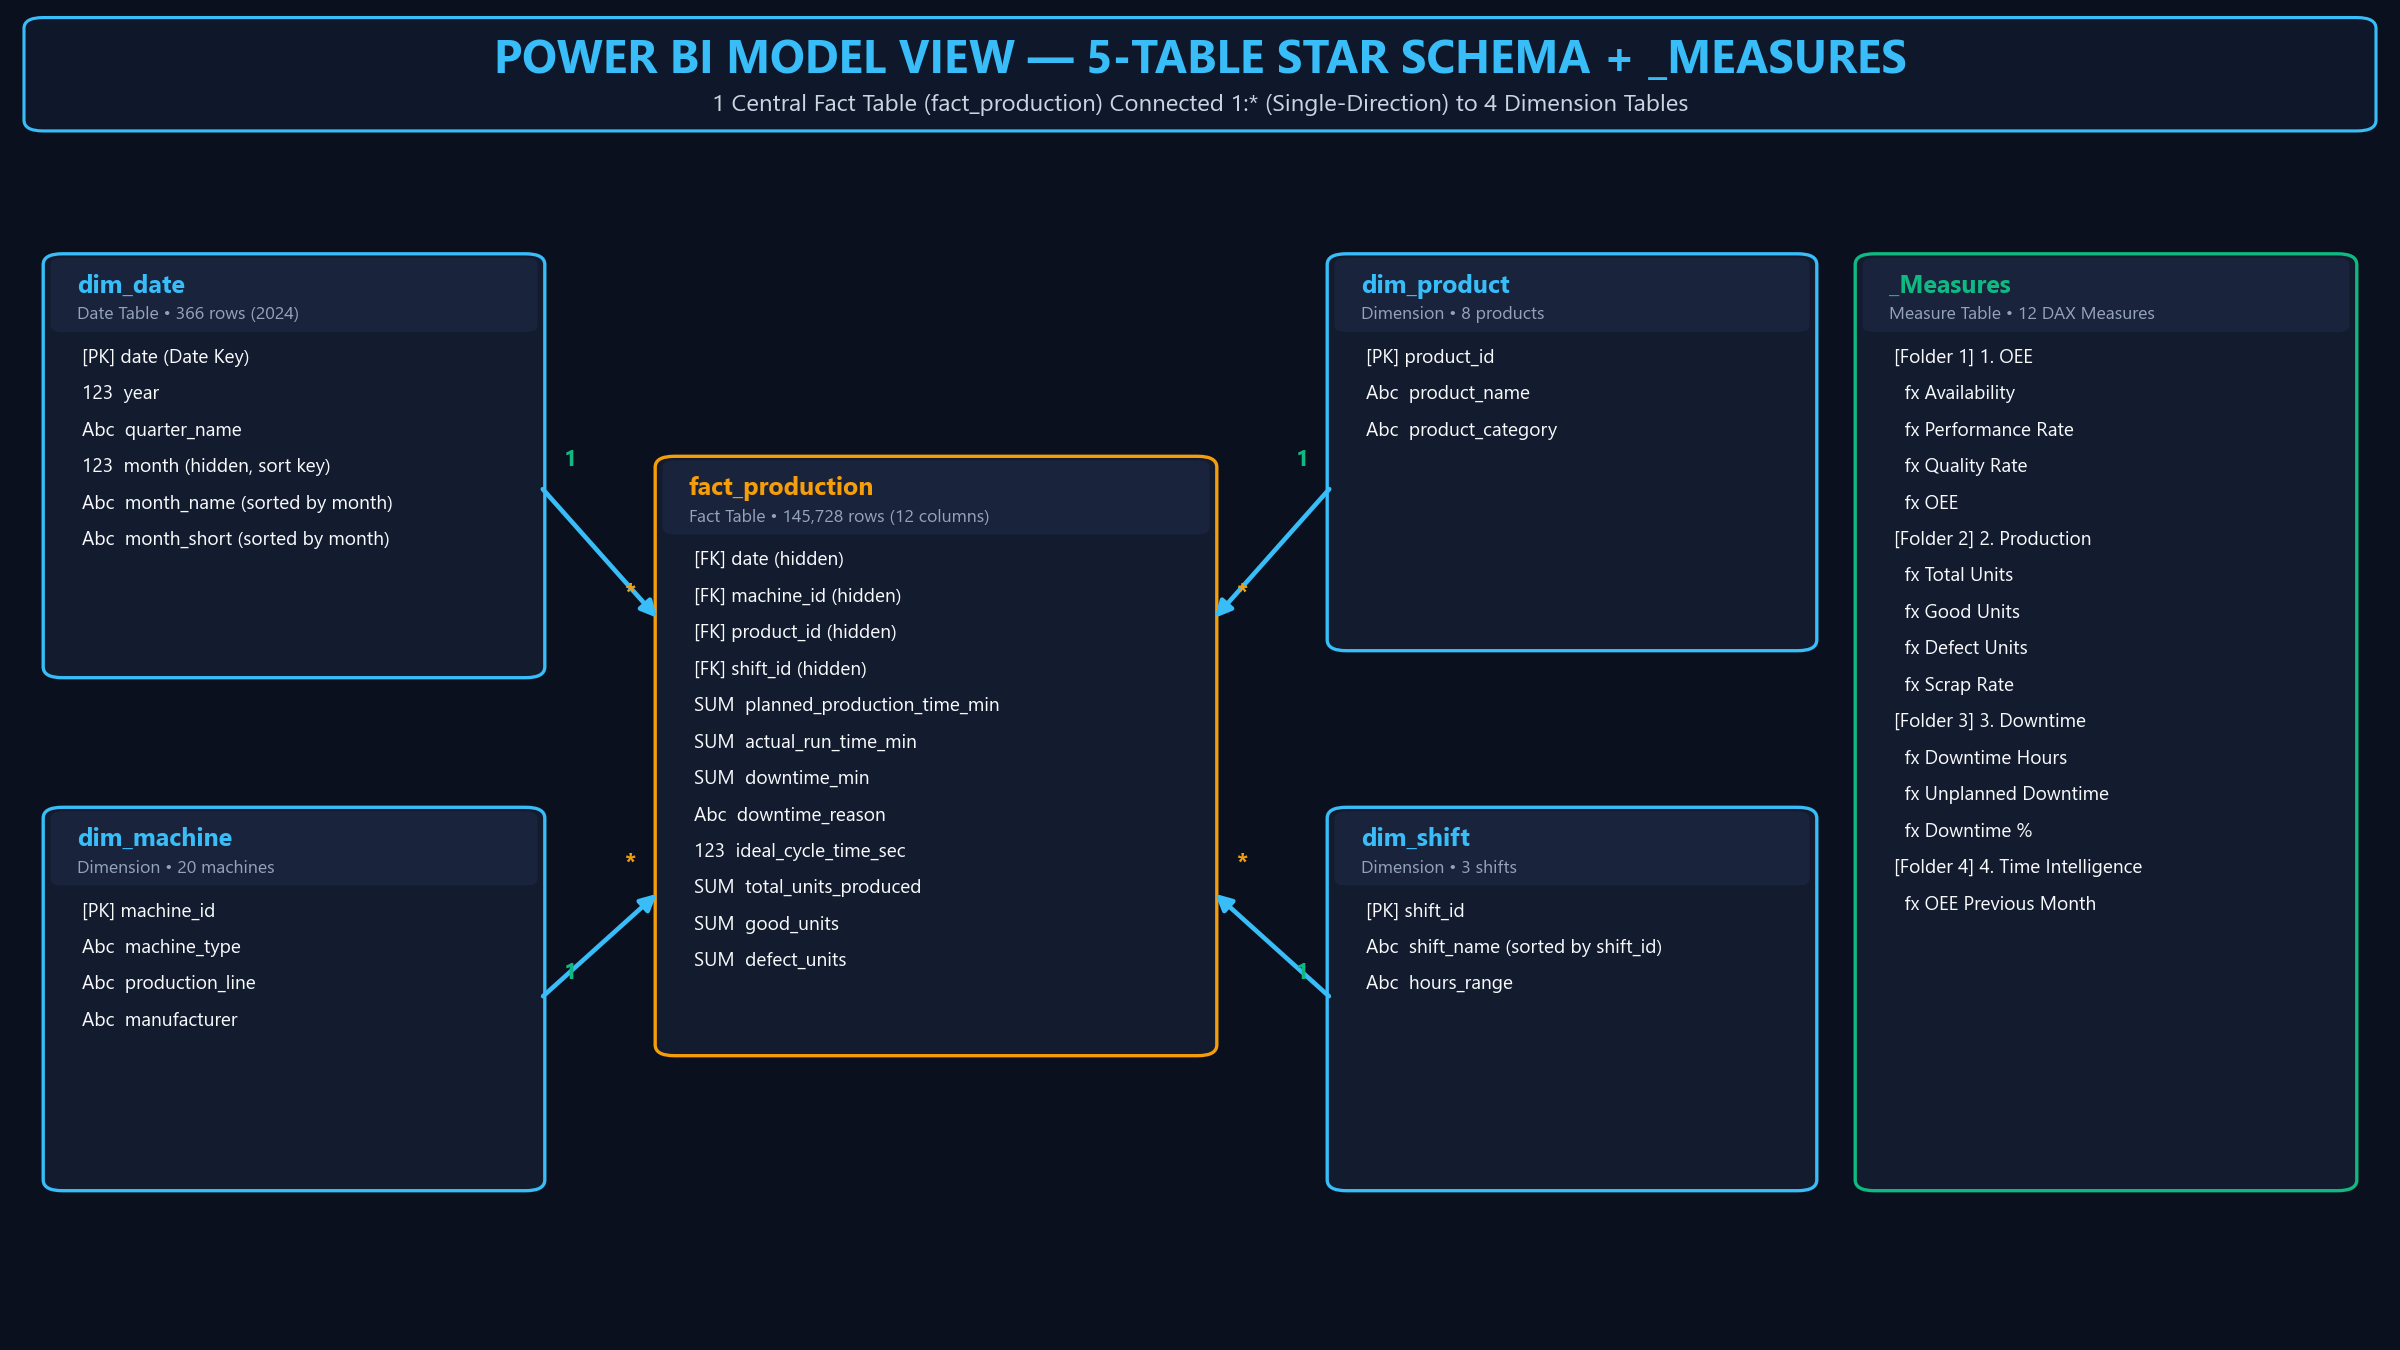 POWER BI MODEL VIEW — 5-TABLE STAR SCHEMA + _MEASURES
1 Central Fact Table (fact_production) Connected 1:* (Single-Direction) to 4 Dimension Tables
dim_date
Date Table • 366 rows (2024)
[PK] date (Date Key)
123 year
Abc quarter_name
123 month (hidden, sort key)
Abc month_name (sorted by month)
Abc month_short (sorted by month)
1
*
dim_machine
Dimension • 20 machines
[PK] machine_id
Abc machine_type
Abc production_line
Abc manufacturer
1
*
fact_production
Fact Table • 145,728 rows (12 columns)
[FK] date (hidden)
[FK] machine_id (hidden)
[FK] product_id (hidden)
[FK] shift_id (hidden)
SUM planned_production_time_min
SUM actual_run_time_min
SUM downtime_min
Abc downtime_reason
123 ideal_cycle_time_sec
SUM total_units_produced
SUM good_units
SUM defect_units
1
*
dim_product
Dimension • 8 products
[PK] product_id
Abc product_name
Abc product_category
*
1
dim_shift
Dimension • 3 shifts
[PK] shift_id
Abc shift_name (sorted by shift_id)
Abc hours_range
_Measures
Measure Table • 12 DAX Measures
[Folder 1] 1. OEE
fx Availability
fx Performance Rate
fx Quality Rate
fx OEE
[Folder 2] 2. Production
fx Total Units
fx Good Units
fx Defect Units
fx Scrap Rate
[Folder 3] 3. Downtime
fx Downtime Hours
fx Unplanned Downtime
fx Downtime %
[Folder 4] 4. Time Intelligence
fx OEE Previous Month